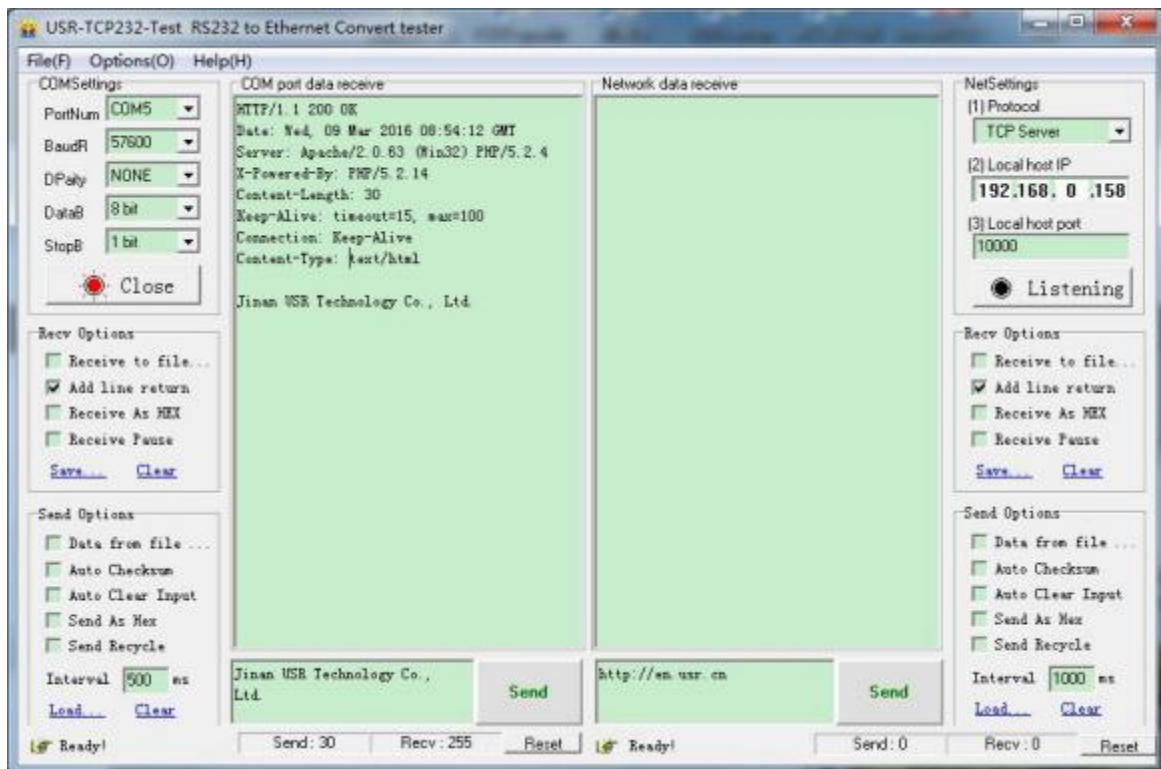 USR-TCP232-Test RS232 to Ethernet Convert tester
File(F) Options(O) Help(H)
COMSettings
PortNum COM5
BaudR 57600
DPaity NONE
DataB 8 bit
StopB 1 bit
Close
Recv Options
Receive to file...
Add line return
Receive As HEX
Receive Pause
Save... Clear
Send Options
Data from file ...
Auto Checksum
Auto Clear Input
Send As Hex
Send Recycle
Interval 500 ms
Load... Clear
COM port data receive
HTTP/1.1 200 OK
Date: Wed, 09 Mar 2016 08:54:12 GMT
Server: Apache/2.0.63 (Win32) PHP/5.2.4
X-Powered-By: PHP/5.2.14
Content-Length: 30
Keep-Alive: timeout=15, max=100
Connection: Keep-Alive
Content-Type: text/html
Jinan USR Technology Co., Ltd.
Jinan USR Technology Co.,
Ltd.
Send
Network data receive
http://en.usr.cn
Send
NetSettings
(1) Protocol
TCP Server
(2) Local host IP
192.168. 0 .158
(3) Local host port
10000
Listening
Recv Options
Receive to file...
Add line return
Receive As HEX
Receive Pause
Save... Clear
Send Options
Data from file ...
Auto Checksum
Auto Clear Input
Send As Hex
Send Recycle
Interval 1000 ms
Load... Clear
Ready! Send : 30 Recv : 255 Reset
Ready! Send : 0 Recv : 0 Reset